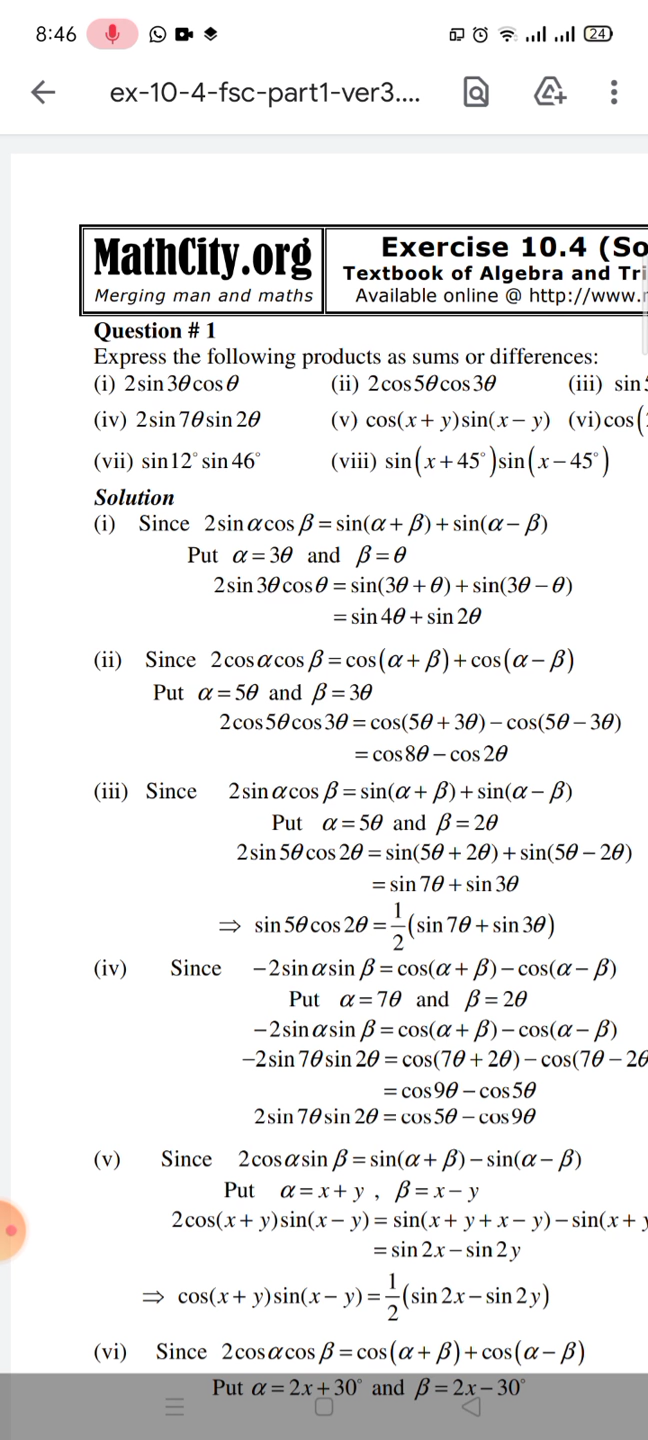 8:46 24
ex-10-4-fsc-part1-ver3....
MathCity.org
Merging man and maths
Exercise 10.4 (So
Textbook of Algebra and Tri
Available online @ http://www.
Question # 1
Express the following products as sums or differences:
(i) 2sin3θcosθ (ii) 2cos5θcos3θ (iii) sin5
(iv) 2sin7θsin2θ (v) cos(x+y)sin(x−y) (vi)cos(
(vii) sin12°sin46° (viii) sin(x+45°)sin(x−45°)
Solution
(i) Since 2sinαcosβ=sin(α+β)+sin(α−β)
Put α=3θ and β=θ
2sin3θcosθ=sin(3θ+θ)+sin(3θ−θ)
=sin4θ+sin2θ
(ii) Since 2cosαcosβ=cos(α+β)+cos(α−β)
Put α=5θ and β=3θ
2cos5θcos3θ=cos(5θ+3θ)−cos(5θ−3θ)
=cos8θ−cos2θ
(iii) Since 2sinαcosβ=sin(α+β)+sin(α−β)
Put α=5θ and β=2θ
2sin5θcos2θ=sin(5θ+2θ)+sin(5θ−2θ)
=sin7θ+sin3θ
⇒ sin5θcos2θ=1/2(sin7θ+sin3θ)
(iv) Since −2sinαsinβ=cos(α+β)−cos(α−β)
Put α=7θ and β=2θ
−2sinαsinβ=cos(α+β)−cos(α−β)
−2sin7θsin2θ=cos(7θ+2θ)−cos(7θ−2θ
=cos9θ−cos5θ
2sin7θsin2θ=cos5θ−cos9θ
(v) Since 2cosαsinβ=sin(α+β)−sin(α−β)
Put α=x+y , β=x−y
2cos(x+y)sin(x−y)=sin(x+y+x−y)−sin(x+y
=sin2x−sin2y
⇒ cos(x+y)sin(x−y)=1/2(sin2x−sin2y)
(vi) Since 2cosαcosβ=cos(α+β)+cos(α−β)
Put α=2x+30° and β=2x−30°